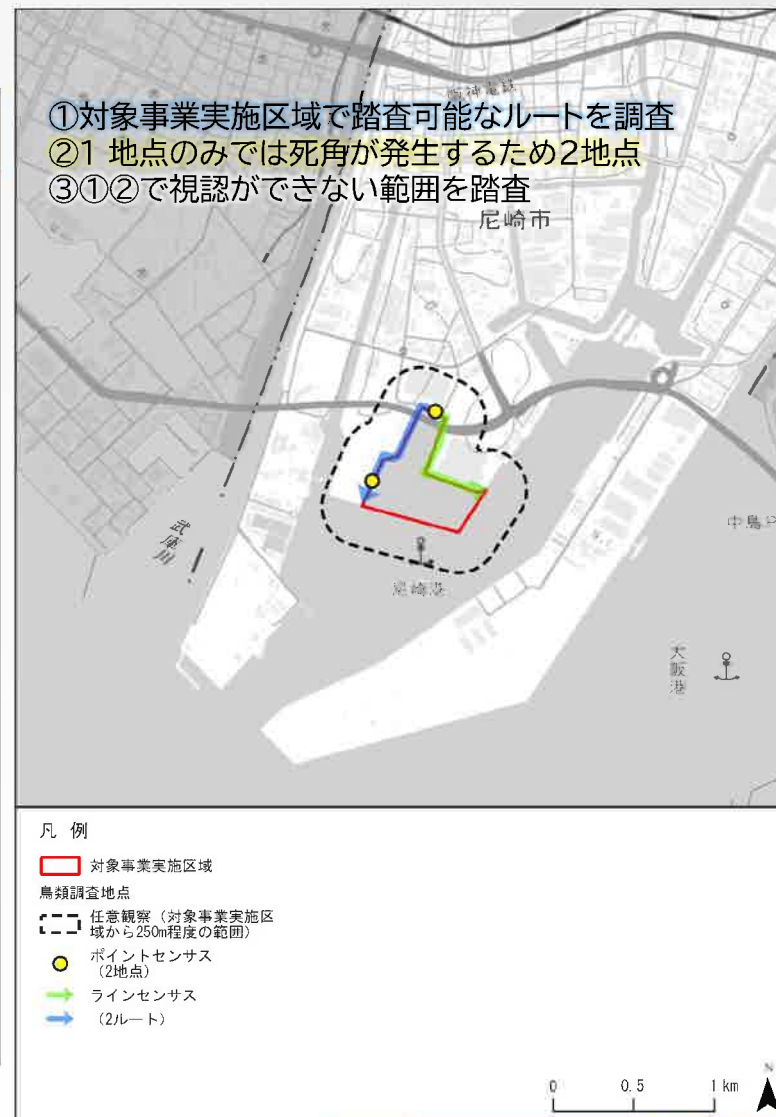 ①対象事業実施区域で踏査可能なルートを調査
②1 地点のみでは死角が発生するため2地点
③①②で視認ができない範囲を踏査
尼崎市
武庫川
尼崎港
大阪港
凡 例
対象事業実施区域
鳥類調査地点
任意観察（対象事業実施区
域から250m程度の範囲）
ポイントセンサス
（2地点）
ラインセンサス
（2ルート）
0 0.5 1 km
N